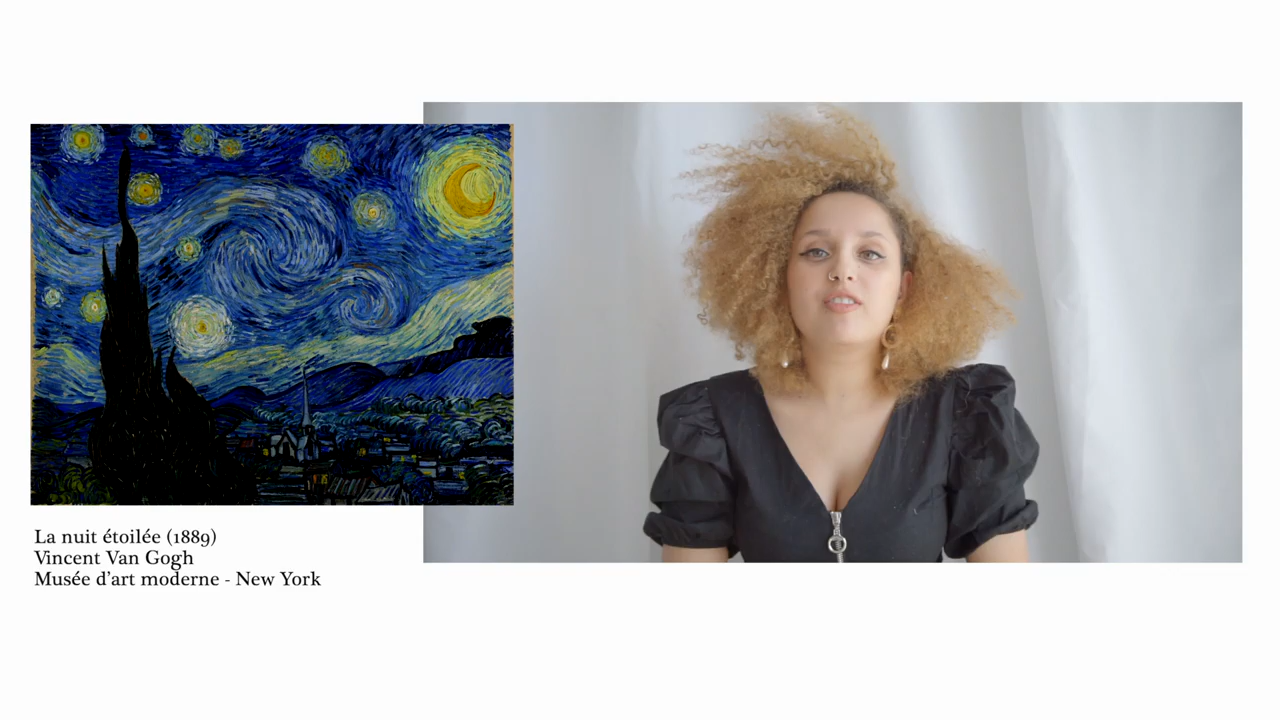 La nuit étoilée (1889)
Vincent Van Gogh
Musée d'art moderne - New York